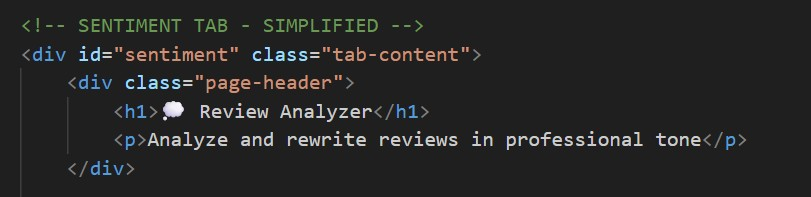 <!-- SENTIMENT TAB - SIMPLIFIED -->
<div id="sentiment" class="tab-content">
<div class="page-header">
<h1>💭 Review Analyzer</h1>
<p>Analyze and rewrite reviews in professional tone</p>
</div>